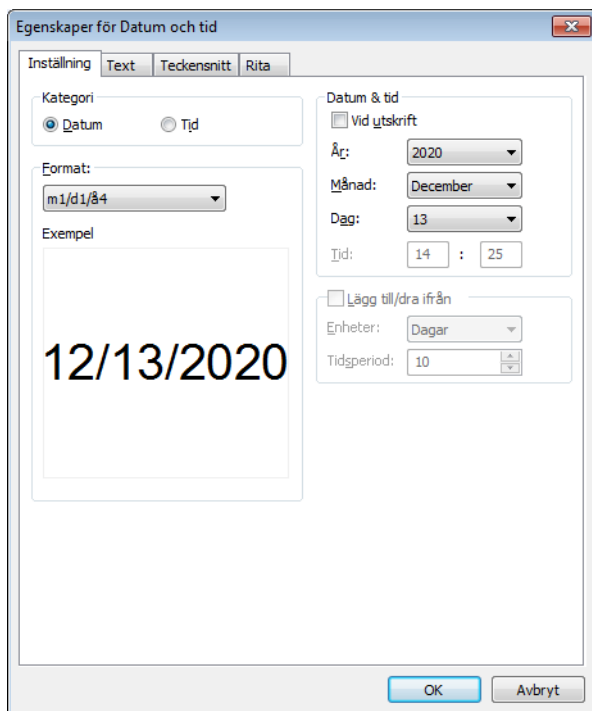 Egenskaper för Datum och tid
Inställning Text Teckensnitt Rita
Kategori
Datum Tid
Format:
m1/d1/å4
Exempel
12/13/2020
Datum & tid
Vid utskrift
År: 2020
Månad: December
Dag: 13
Tid: 14 : 25
Lägg till/dra ifrån
Enheter: Dagar
Tidsperiod: 10
OK Avbryt